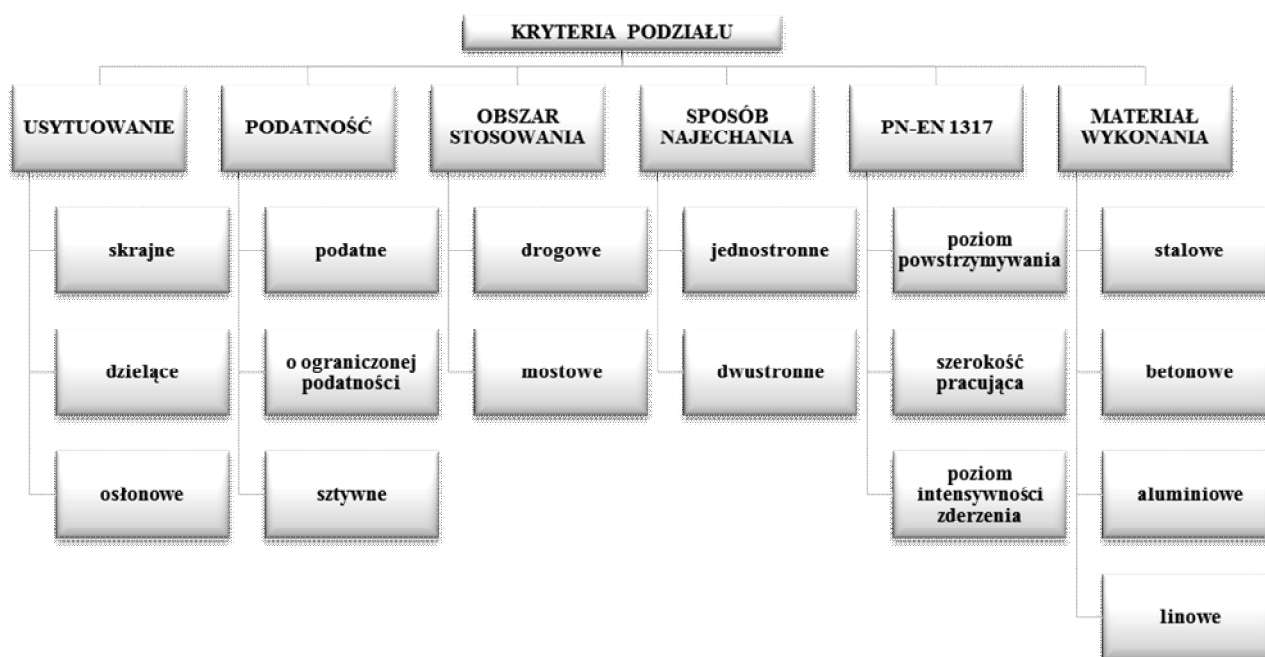 KRYTERIA PODZIAŁU
USYTUOWANIE
PODATNOŚĆ
OBSZAR
STOSOWANIA
SPOSÓB
NAJECHANIA
PN-EN 1317
MATERIAŁ
WYKONANIA
skrajne
podatne
drogowe
jednostronne
poziom
powstrzymywania
stalowe
dzielące
o ograniczonej
podatności
mostowe
dwustronne
szerokość
pracująca
betonowe
osłonowe
sztywne
poziom
intensywności
zderzenia
aluminiowe
linowe